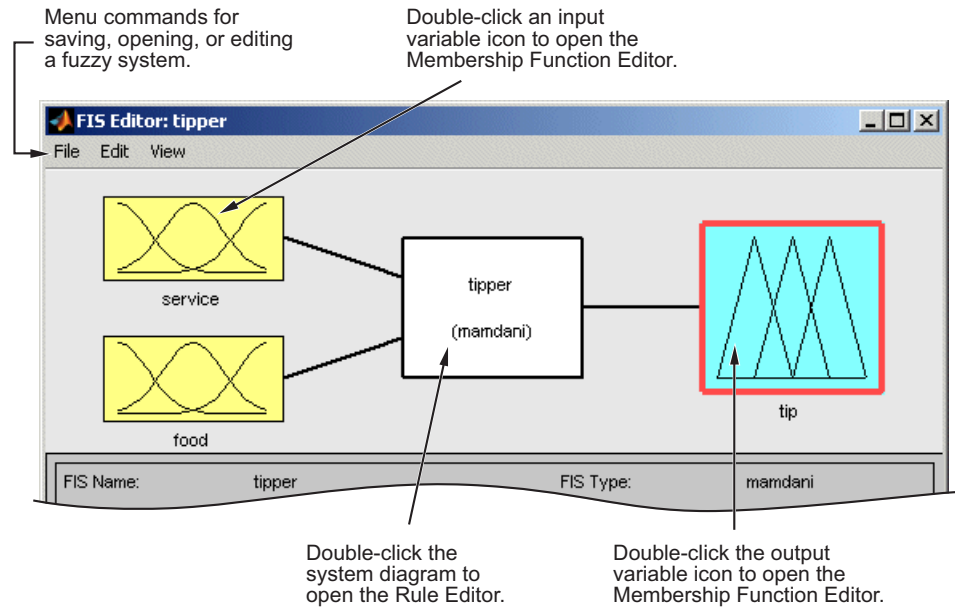 Menu commands for
saving, opening, or editing
a fuzzy system.
Double-click an input
variable icon to open the
Membership Function Editor.
FIS Editor: tipper
File Edit View
service
food
tipper
(mamdani)
tip
FIS Name: tipper FIS Type: mamdani
Double-click the
system diagram to
open the Rule Editor.
Double-click the output
variable icon to open the
Membership Function Editor.